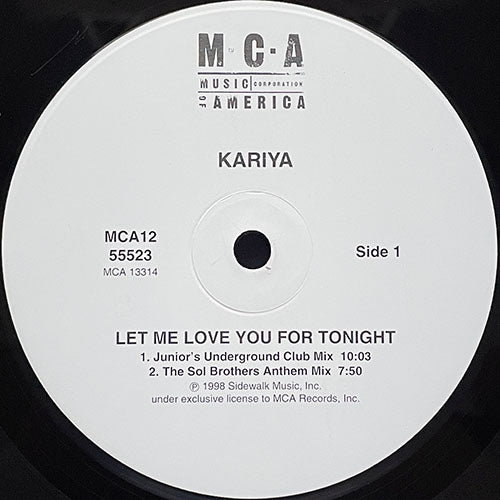 M·C·A
MUSIC CORPORATION
OF AMERICA
KARIYA
MCA12
55523
MCA 13314
Side 1
LET ME LOVE YOU FOR TONIGHT
1. Junior's Underground Club Mix 10:03
2. The Sol Brothers Anthem Mix 7:50
℗ 1998 Sidewalk Music, Inc.
under exclusive license to MCA Records, Inc.